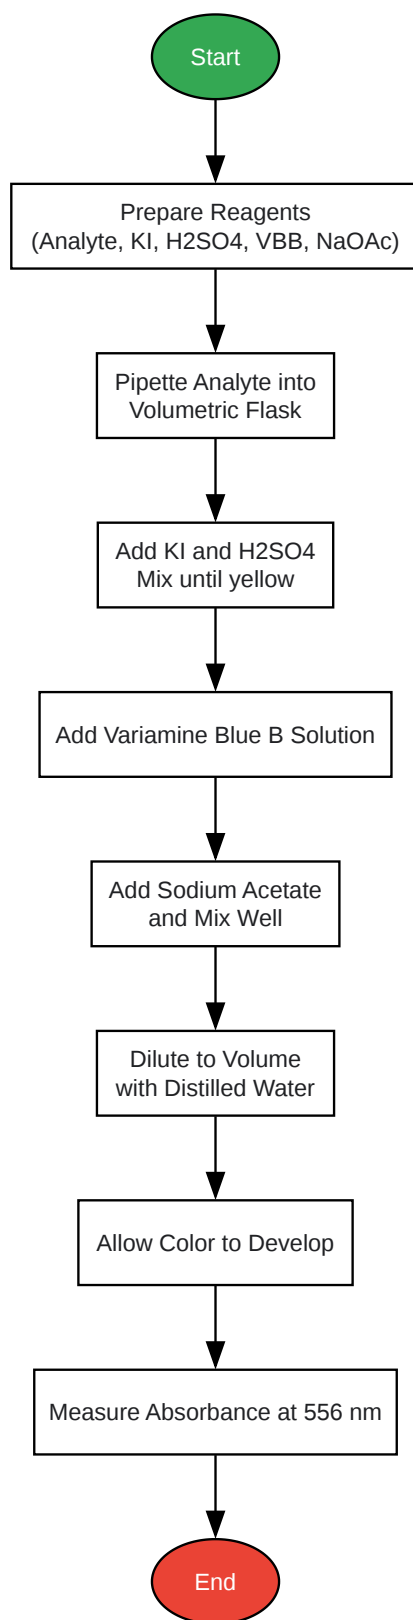 Start
Prepare Reagents
(Analyte, KI, H2SO4, VBB, NaOAc)
Pipette Analyte into
Volumetric Flask
Add KI and H2SO4
Mix until yellow
Add Variamine Blue B Solution
Add Sodium Acetate
and Mix Well
Dilute to Volume
with Distilled Water
Allow Color to Develop
Measure Absorbance at 556 nm
End